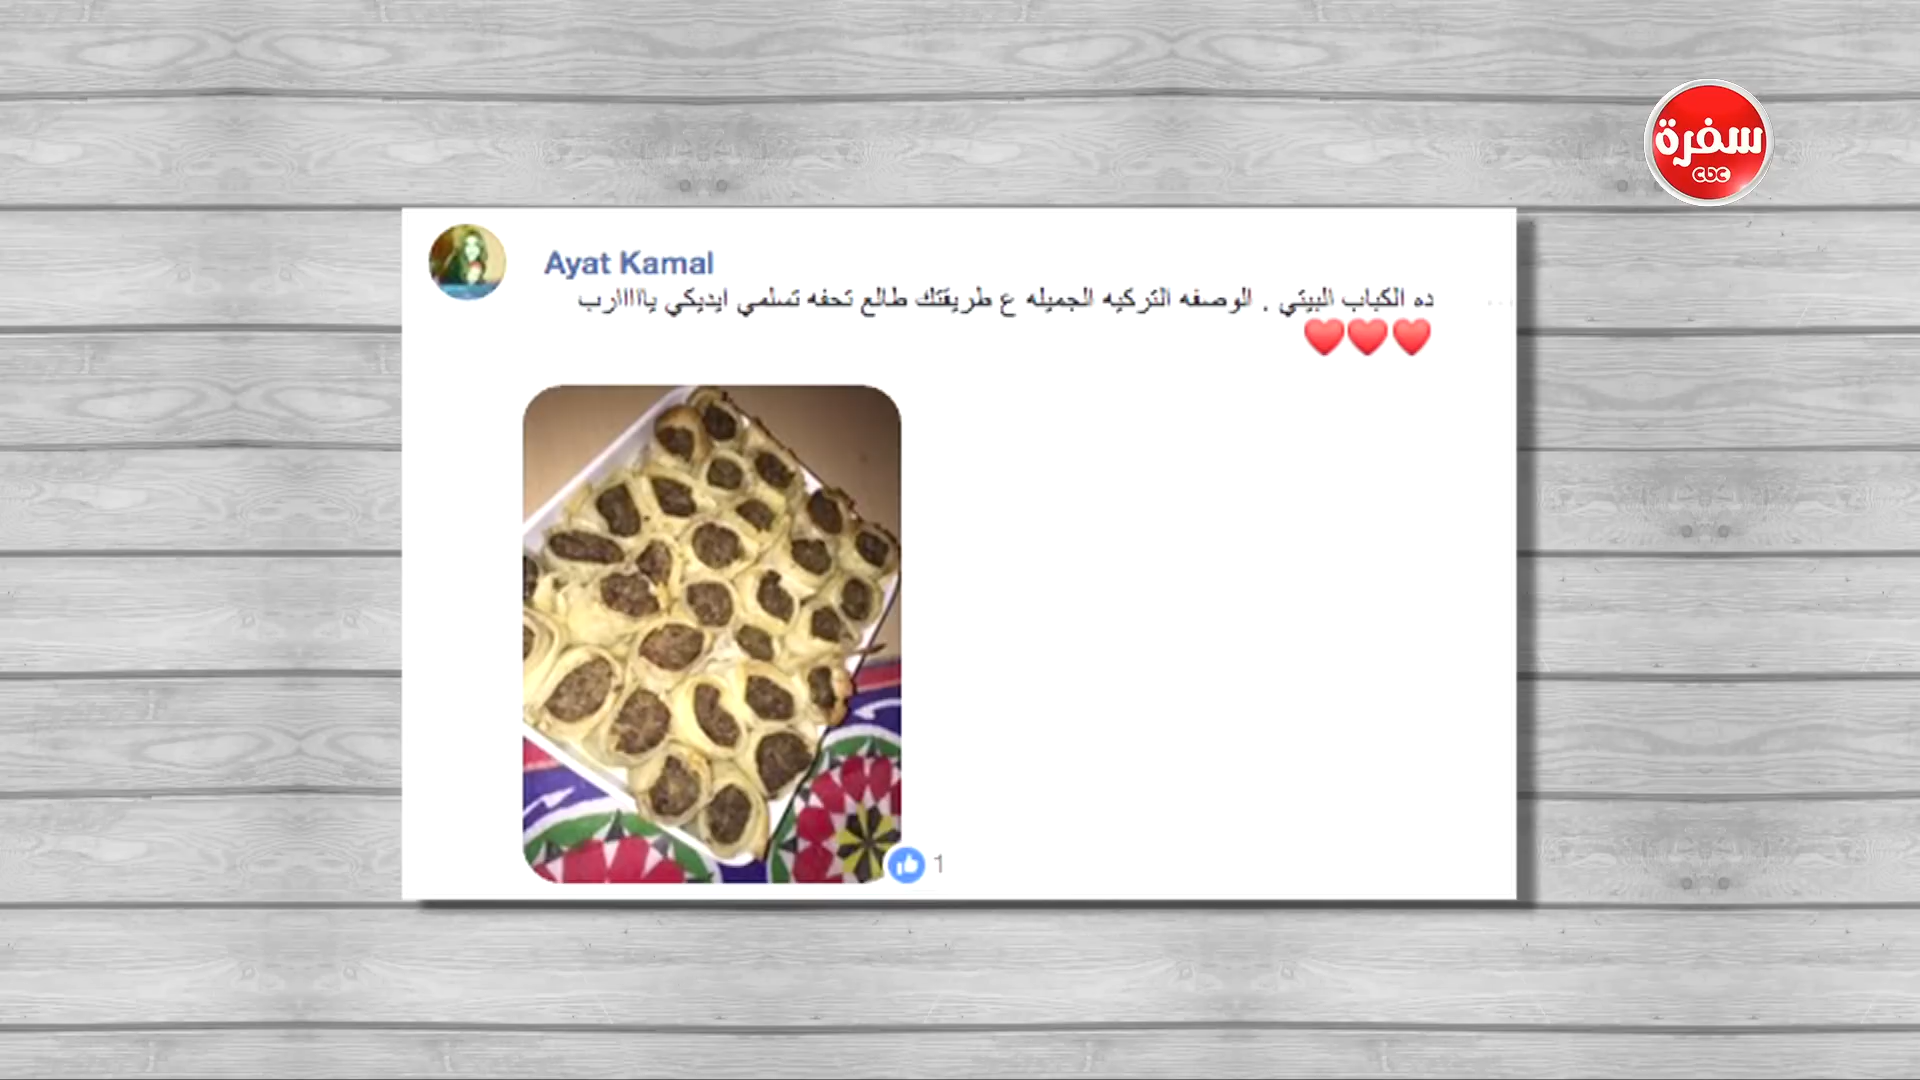 سفرة
cbc
Ayat Kamal
ده الكباب البيتي . الوصفه التركيه الجميله ع طريقتك طالع تحفه تسلمي ايديكي ياااارب
❤️❤️❤️
1